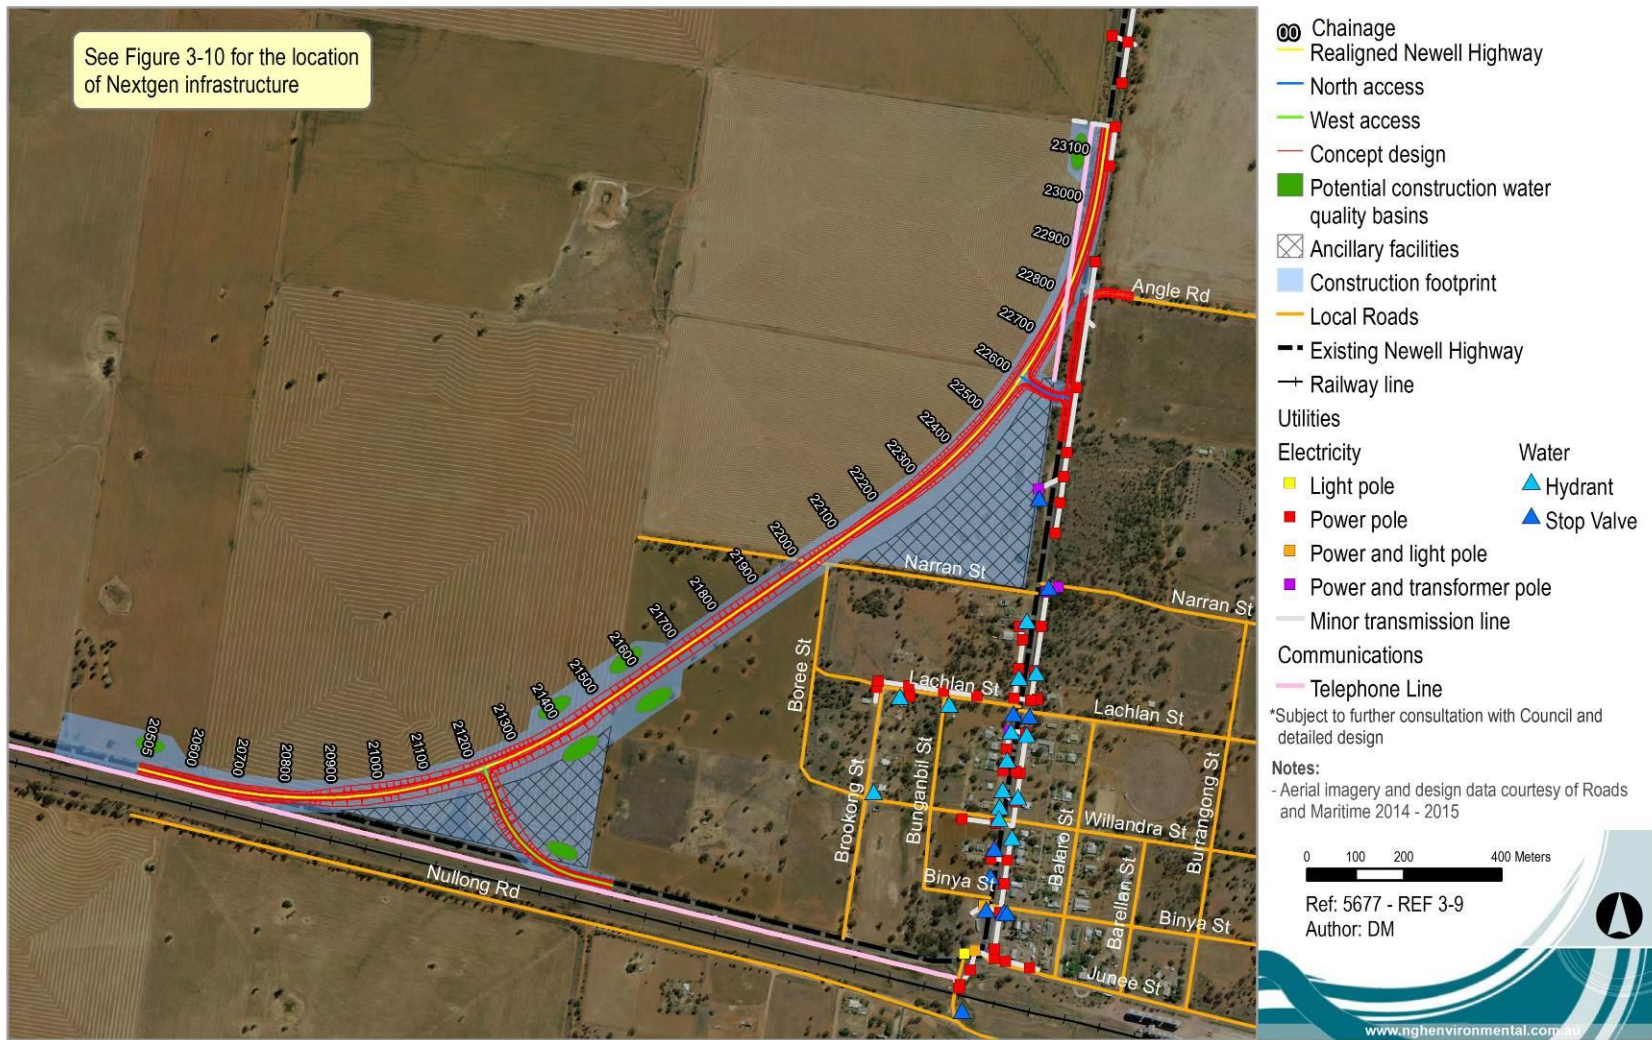 See Figure 3-10 for the location
of Nextgen infrastructure
23100
23000
22900
22800
22700
22600
22500
22400
22300
22200
22100
22000
21900
21800
21700
21600
21500
21400
21300
21200
21100
21000
20900
20800
20700
20600
20505
Angle Rd
Narran St
Narran St
Boree St
Lachlan St
Lachlan St
Brookong St
Bunganbil St
Willandra St
Balaro St
Burrangong St
Barellan St
Binya St
Binya St
Junee St
Nullong Rd
00 Chainage
Realigned Newell Highway
North access
West access
Concept design
Potential construction water
quality basins
Ancillary facilities
Construction footprint
Local Roads
Existing Newell Highway
Railway line
Utilities
Electricity
Light pole
Power pole
Power and light pole
Power and transformer pole
Minor transmission line
Water
Hydrant
Stop Valve
Communications
Telephone Line
*Subject to further consultation with Council and
detailed design
Notes:
- Aerial imagery and design data courtesy of Roads
and Maritime 2014 - 2015
0 100 200 400 Meters
Ref: 5677 - REF 3-9
Author: DM
www.nghenvironmental.com.au